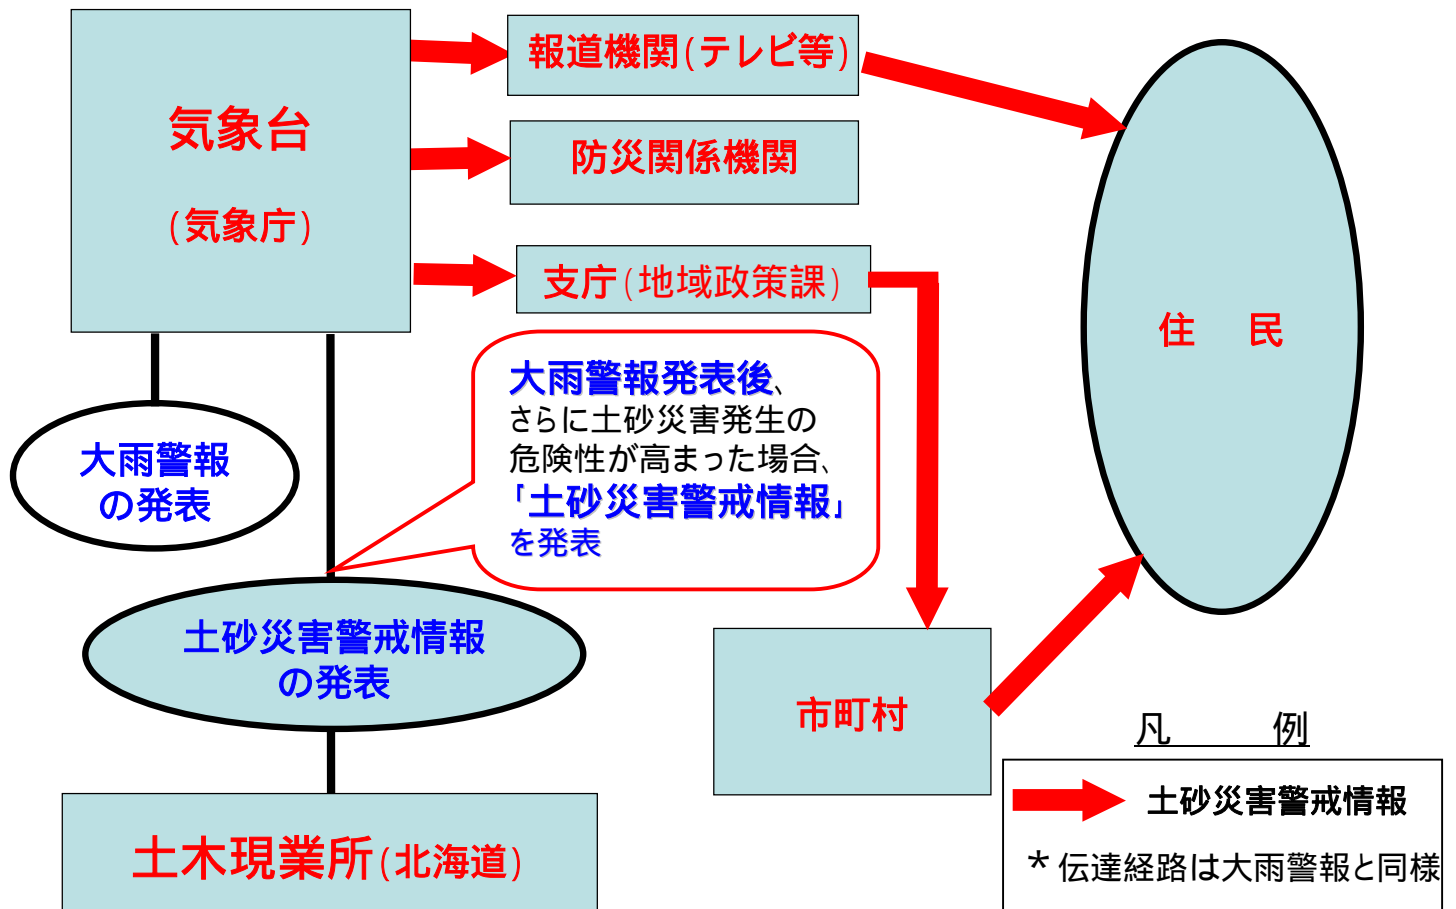 気象台
(気象庁)
報道機関(テレビ等)
防災関係機関
支庁(地域政策課)
住　民
大雨警報
の発表
大雨警報発表後、
さらに土砂災害発生の
危険性が高まった場合、
「土砂災害警戒情報」
を発表
土砂災害警戒情報
の発表
市町村
土木現業所(北海道)
凡　例
土砂災害警戒情報
*伝達経路は大雨警報と同様